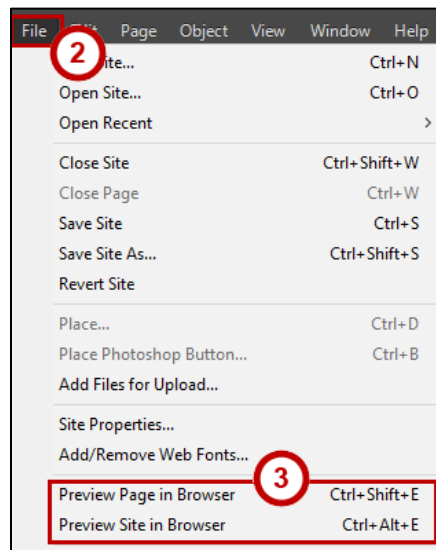 File Edit Page Object View Window Help
2
ite... Ctrl+N
Open Site... Ctrl+O
Open Recent >
Close Site Ctrl+Shift+W
Close Page Ctrl+W
Save Site Ctrl+S
Save Site As... Ctrl+Shift+S
Revert Site
Place... Ctrl+D
Place Photoshop Button... Ctrl+B
Add Files for Upload...
Site Properties...
Add/Remove Web Fonts...
3
Preview Page in Browser Ctrl+Shift+E
Preview Site in Browser Ctrl+Alt+E